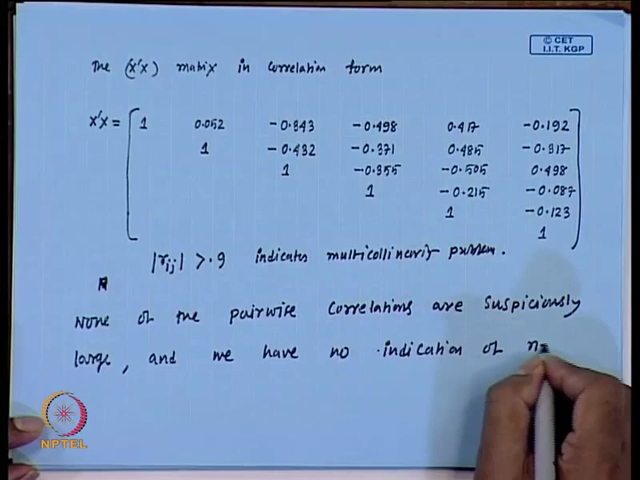 © CET
I.I.T. KGP
The (X'X) matrix in correlation form
X'X = [ 1 0.052 -0.343 -0.498 0.417 -0.192
1 -0.432 -0.371 0.485 -0.317
1 -0.355 -0.505 0.498
1 -0.215 -0.087
1 -0.123
1 ]
|rij| > .9 indicates multicollinearity problem.
None of the pairwise correlations are suspiciously
large, and we have no indication of
NPTEL